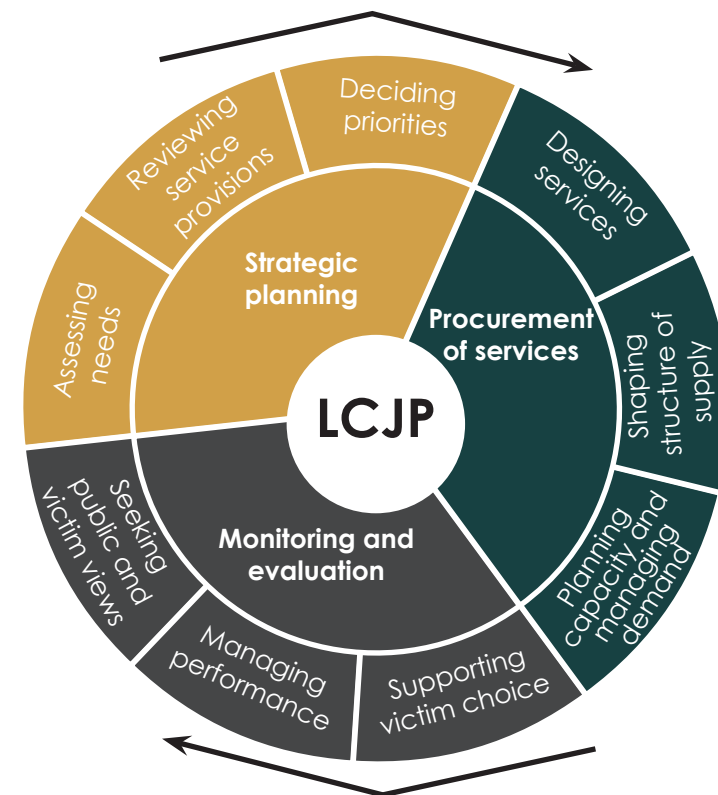 Deciding
priorities
Designing
services
Shaping
structure of
supply
Planning
capacity and
managing
demand
Supporting
victim choice
Managing
performance
Seeking
public and
victim views
Assessing
needs
Reviewing
service
provisions
Strategic
planning
Procurement
of services
Monitoring and
evaluation
LCJP